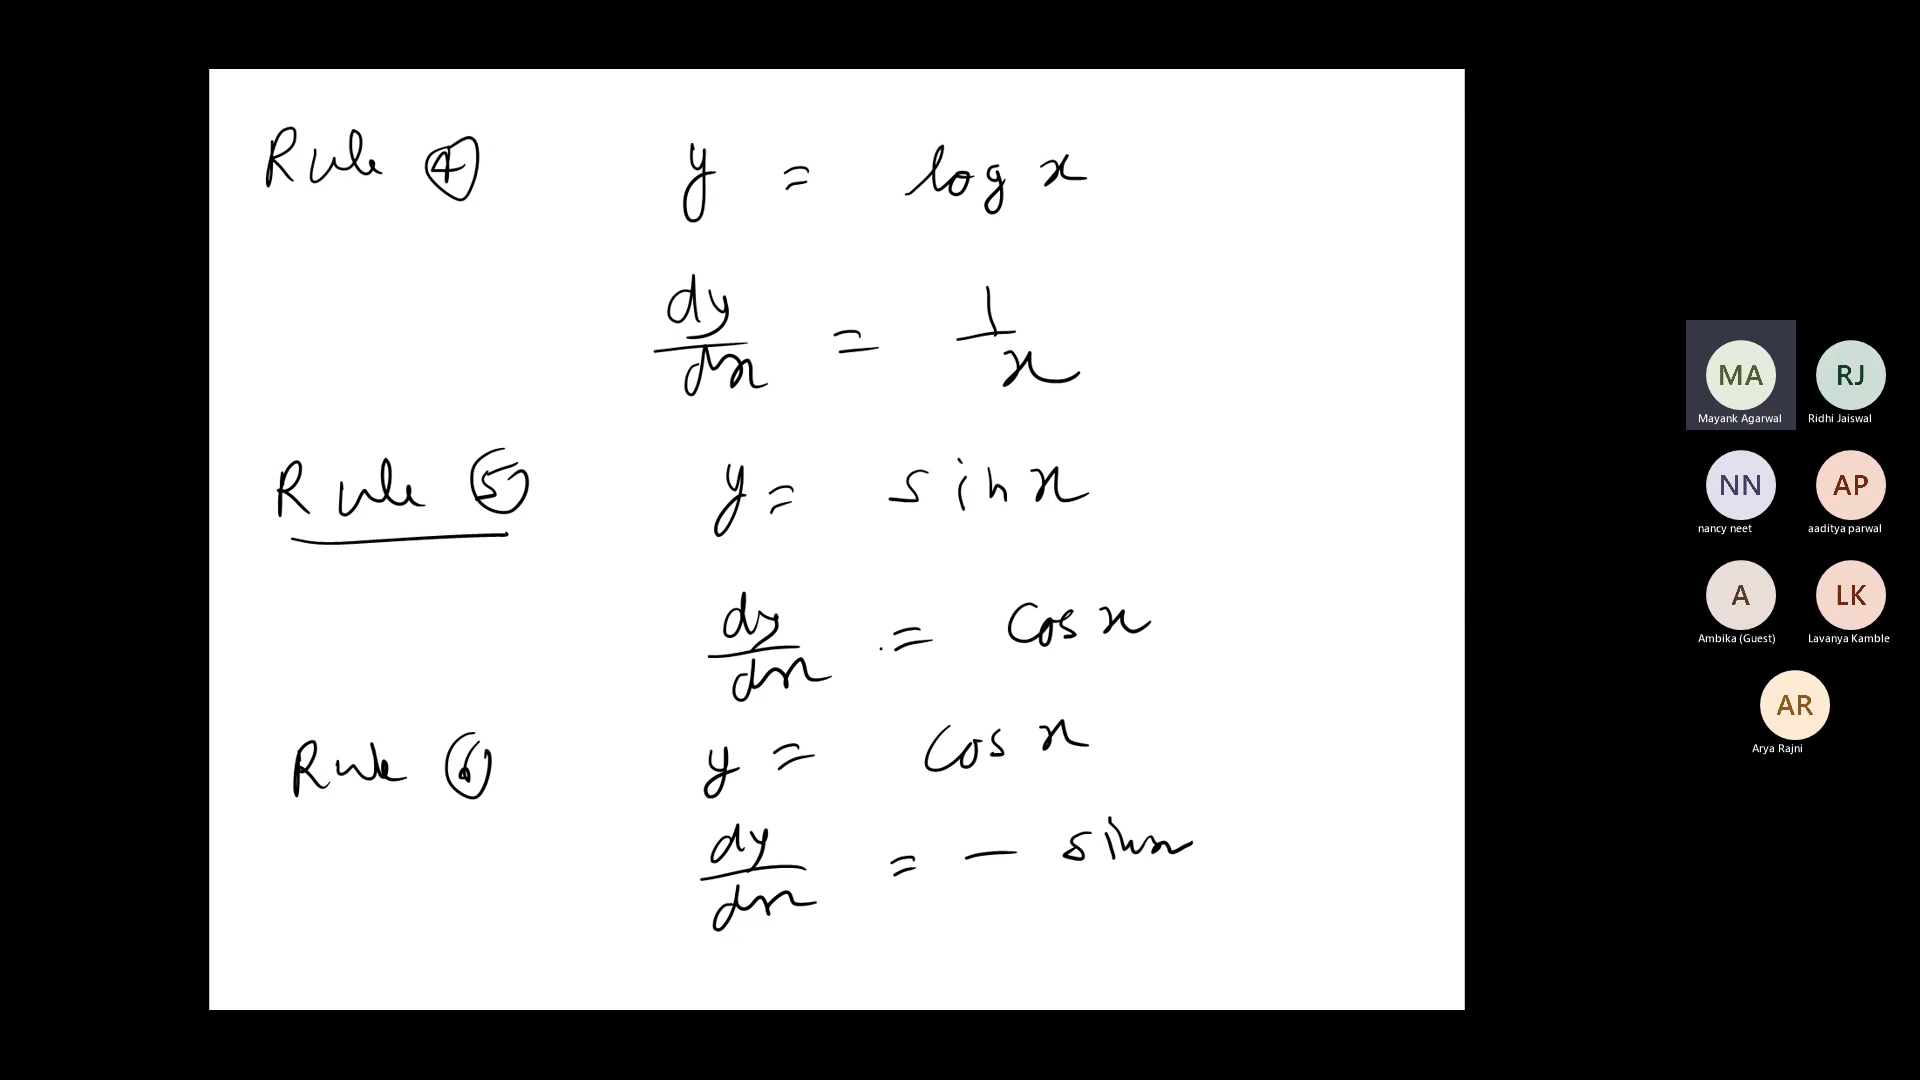 Rule ④ y = log x
dy/dx = 1/x
Rule ⑤ y = sin x
dy/dx = cos x
Rule ⑥ y = cos x
dy/dx = − sin x
MA RJ
Mayank Agarwal Ridhi Jaiswal
NN AP
nancy neet aaditya parwal
A LK
Ambika (Guest) Lavanya Kamble
AR
Arya Rajni